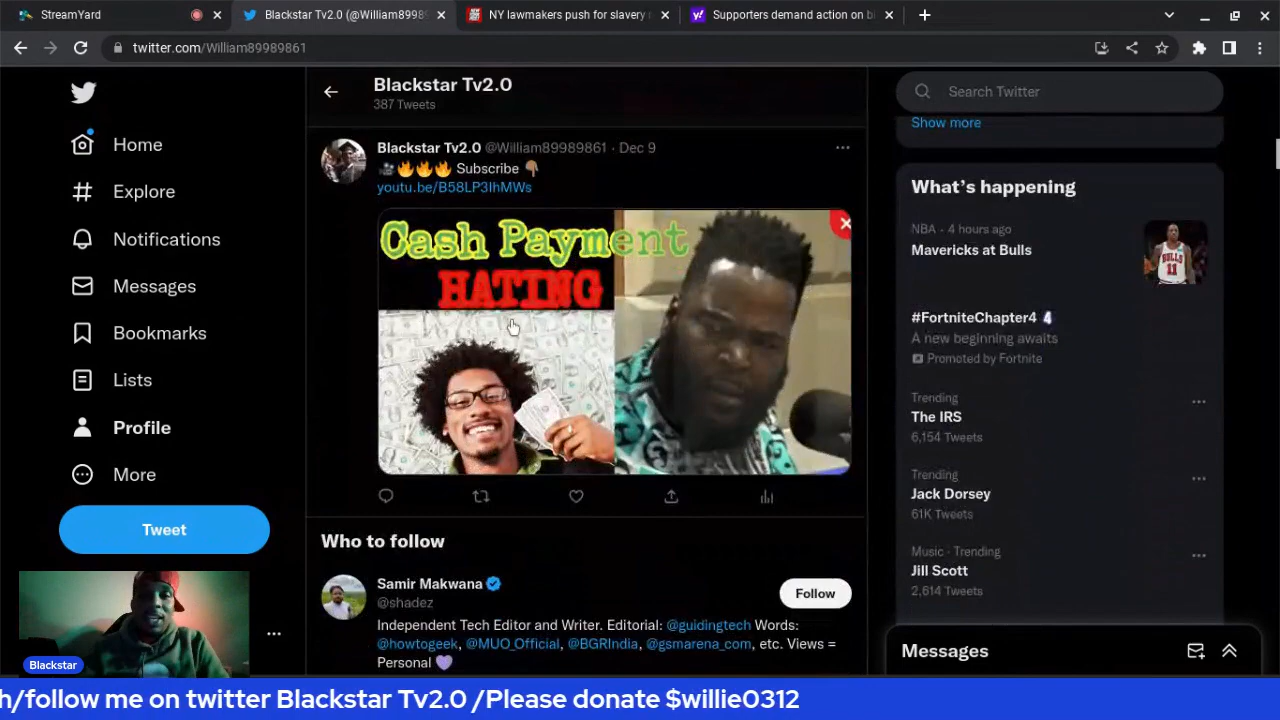 StreamYard
Blackstar Tv2.0 (@William8998
NY lawmakers push for slavery r
Supporters demand action on b
twitter.com/William89989861
Home
Explore
Notifications
Messages
Bookmarks
Lists
Profile
More
Tweet
Blackstar
Blackstar Tv2.0
387 Tweets
Blackstar Tv2.0 @William89989861 · Dec 9
🎥🔥🔥🔥 Subscribe 👇🏽
youtu.be/B58LP3IhMWs
Cash Payment
HATING
Who to follow
Samir Makwana
@shadez
Follow
Independent Tech Editor and Writer. Editorial: @guidingtech Words:
@howtogeek, @MUO_Official, @BGRIndia, @gsmarena_com, etc. Views =
Personal 💜
Search Twitter
Show more
What's happening
NBA · 4 hours ago
Mavericks at Bulls
BULLS
11
#FortniteChapter4
A new beginning awaits
Promoted by Fortnite
Trending
The IRS
6,154 Tweets
Trending
Jack Dorsey
61K Tweets
Music · Trending
Jill Scott
2,614 Tweets
Messages
h/follow me on twitter Blackstar Tv2.0 /Please donate $willie0312